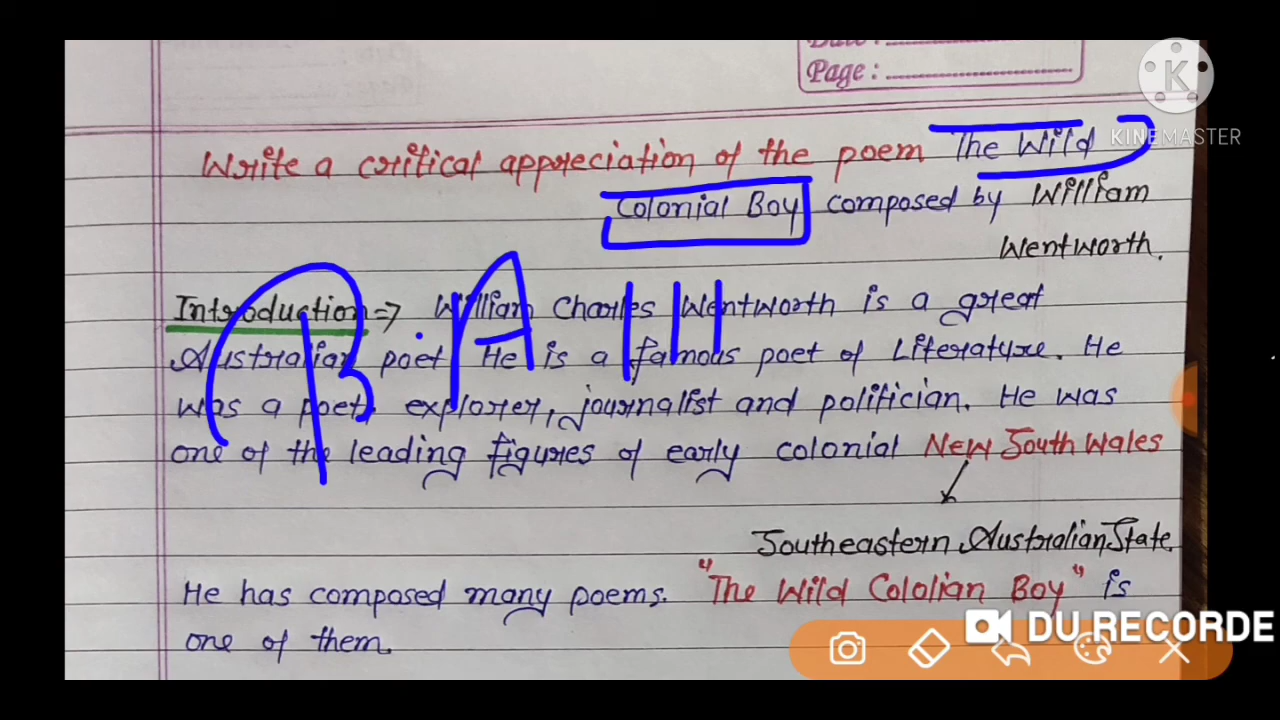 Date :
Page :
KINEMASTER
Write a critical appreciation of the poem The Wild
Colonial Boy composed by William
Wentworth.
Introduction => William Charles Wentworth is a great
Australian poet. He is a famous poet of Literature. He
was a poet, explorer, journalist and politician. He was
one of the leading figures of early colonial New South Wales
Southeastern Australian State.
He has composed many poems. "The Wild Cololian Boy" is
one of them.
DU RECORDE
B.A III